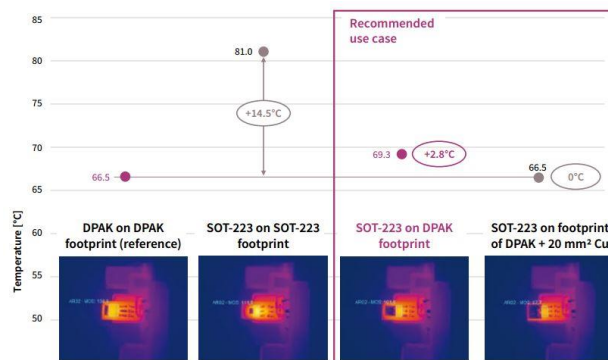 85
80
75
70
65
60
55
50
Temperature [°C]
Recommended
use case
81.0
+14.5°C
69.3
+2.8°C
66.5
66.5
0°C
DPAK on DPAK
footprint (reference)
SOT-223 on SOT-223
footprint
SOT-223 on DPAK
footprint
SOT-223 on footprint
of DPAK + 20 mm² Cu